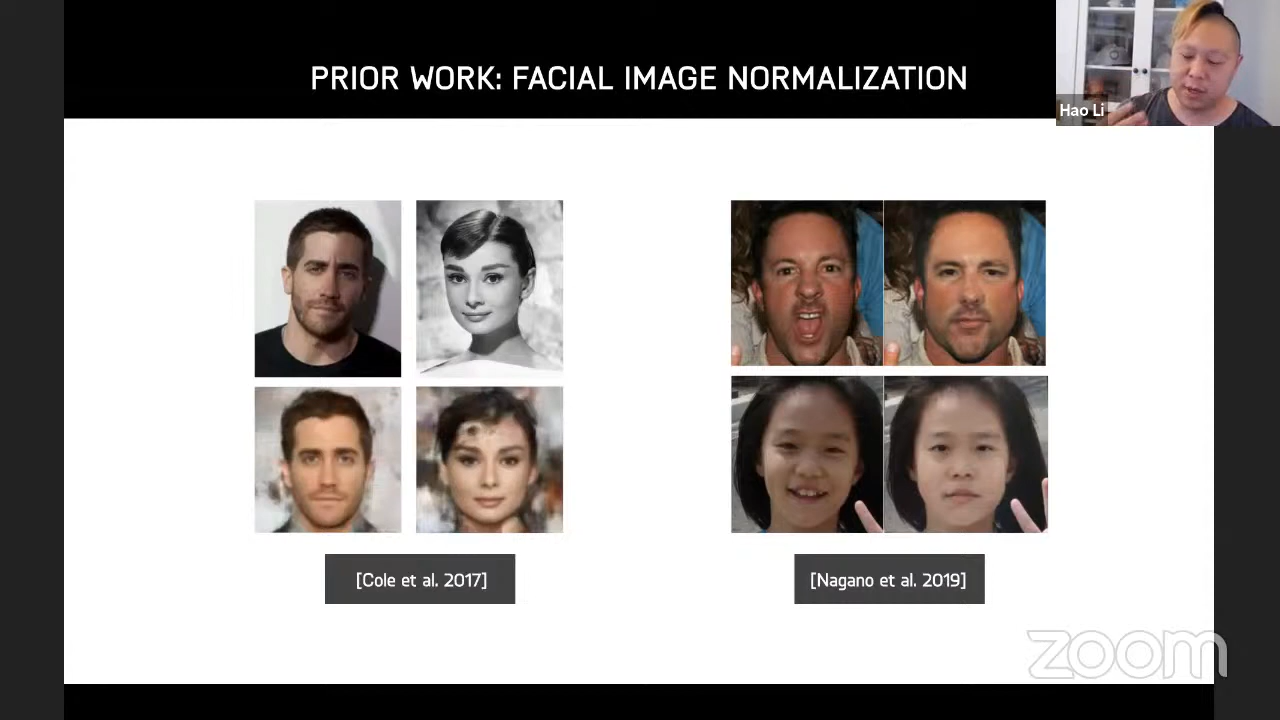 PRIOR WORK: FACIAL IMAGE NORMALIZATION
Hao Li
[Cole et al. 2017]
[Nagano et al. 2019]
zoom